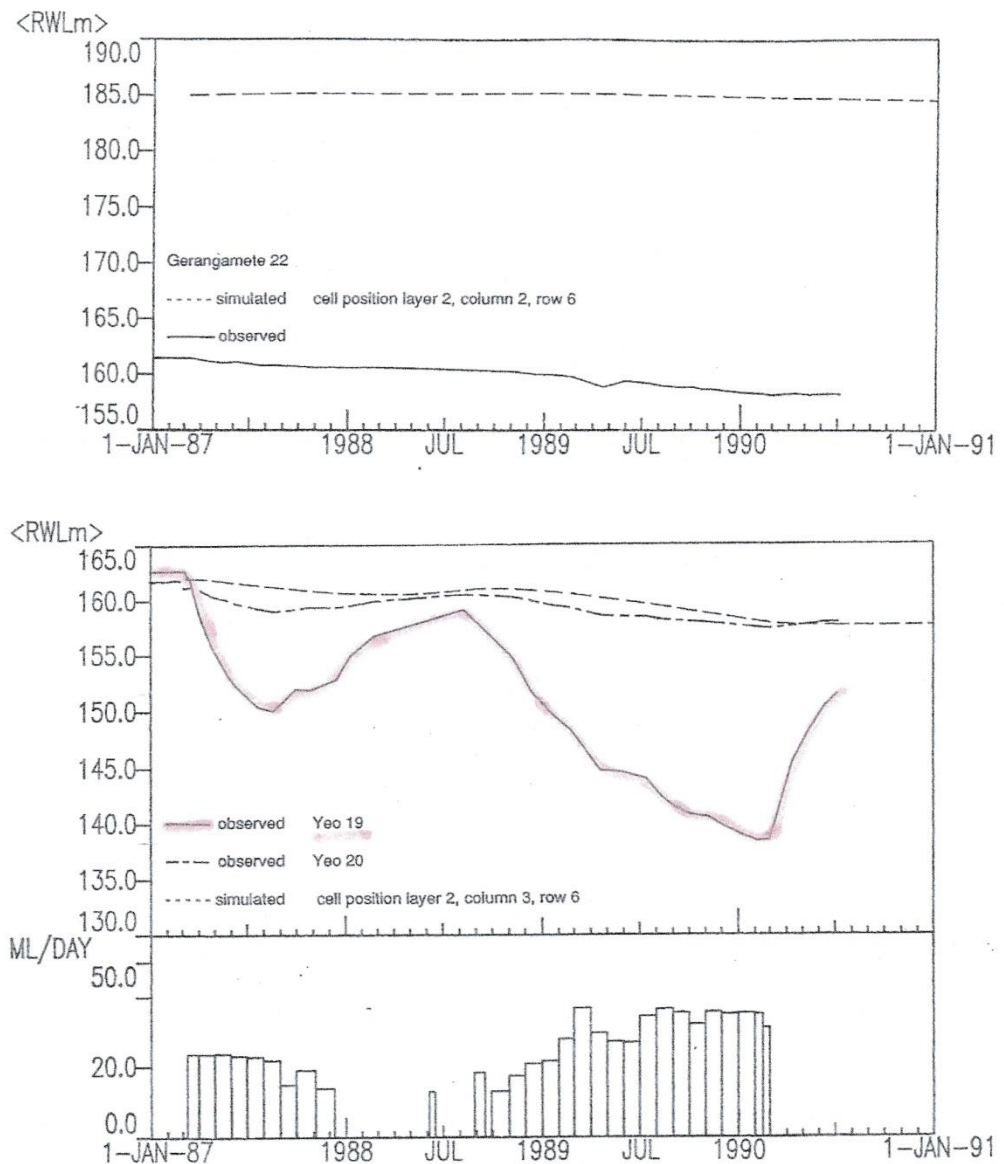 <RWLm>
190.0
185.0
180.0
175.0
170.0
Gerangamete 22
simulated cell position layer 2, column 2, row 6
165.0
observed
160.0
155.0
1-JAN-87 1988 JUL 1989 JUL 1990 1-JAN-91
<RWLm>
165.0
160.0
155.0
150.0
145.0
140.0
observed Yeo 19
observed Yeo 20
135.0
simulated cell position layer 2, column 3, row 6
130.0
ML/DAY
50.0
20.0
0.0
1-JAN-87 1988 JUL 1989 JUL 1990 1-JAN-91